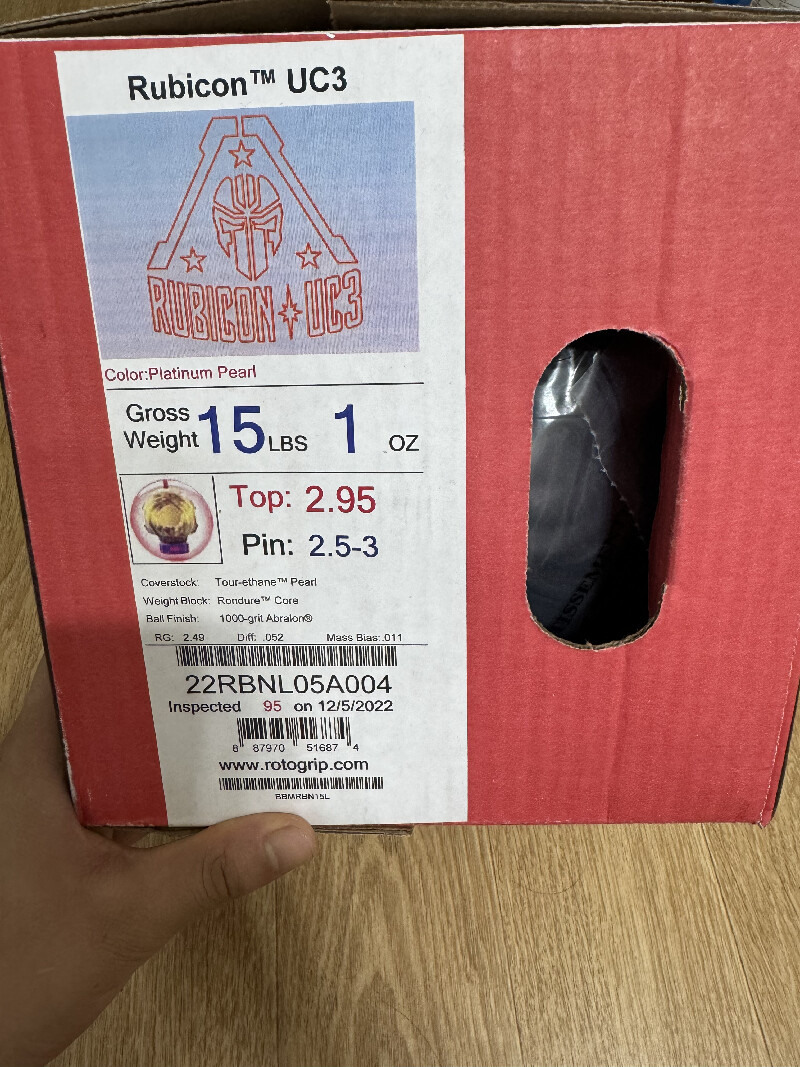 Rubicon™ UC3
RUBICON UC3
Color:Platinum Pearl
Gross Weight 15 LBS 1 OZ
Top: 2.95
Pin: 2.5-3
Coverstock: Tour-ethane™ Pearl
Weight Block: Rondure™ Core
Ball Finish: 1000-grit Abralon®
RG: 2.49 Diff: .052 Mass Bias:.011
22RBNL05A004
Inspected 95 on 12/5/2022
8 87970 51687 4
www.rotogrip.com
BBMRBN15L